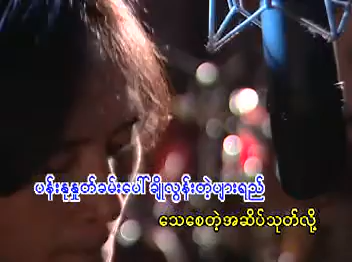 ပန်းနုနှုတ်ခမ်းပေါ် ချိုလွန်းတဲ့ပျားရည်
သေစေတဲ့အဆိပ်သုတ်လို့